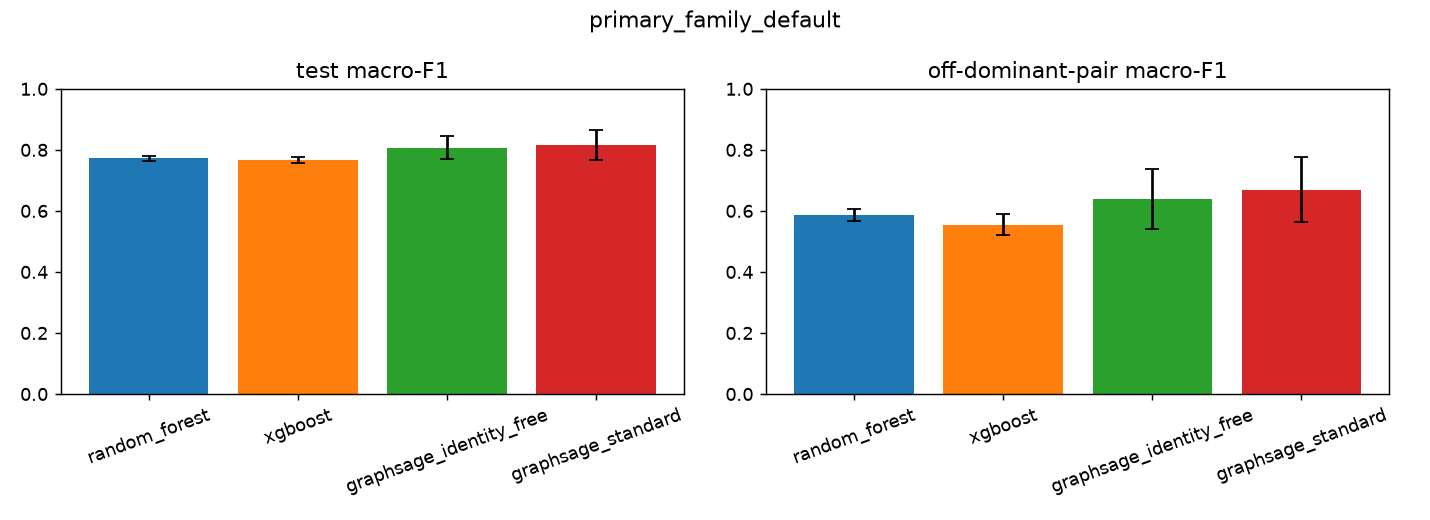 primary_family_default
test macro-F1
1.0
0.8
0.6
0.4
0.2
0.0
random_forest
xgboost
graphsage_identity_free
graphsage_standard
off-dominant-pair macro-F1
1.0
0.8
0.6
0.4
0.2
0.0
random_forest
xgboost
graphsage_identity_free
graphsage_standard